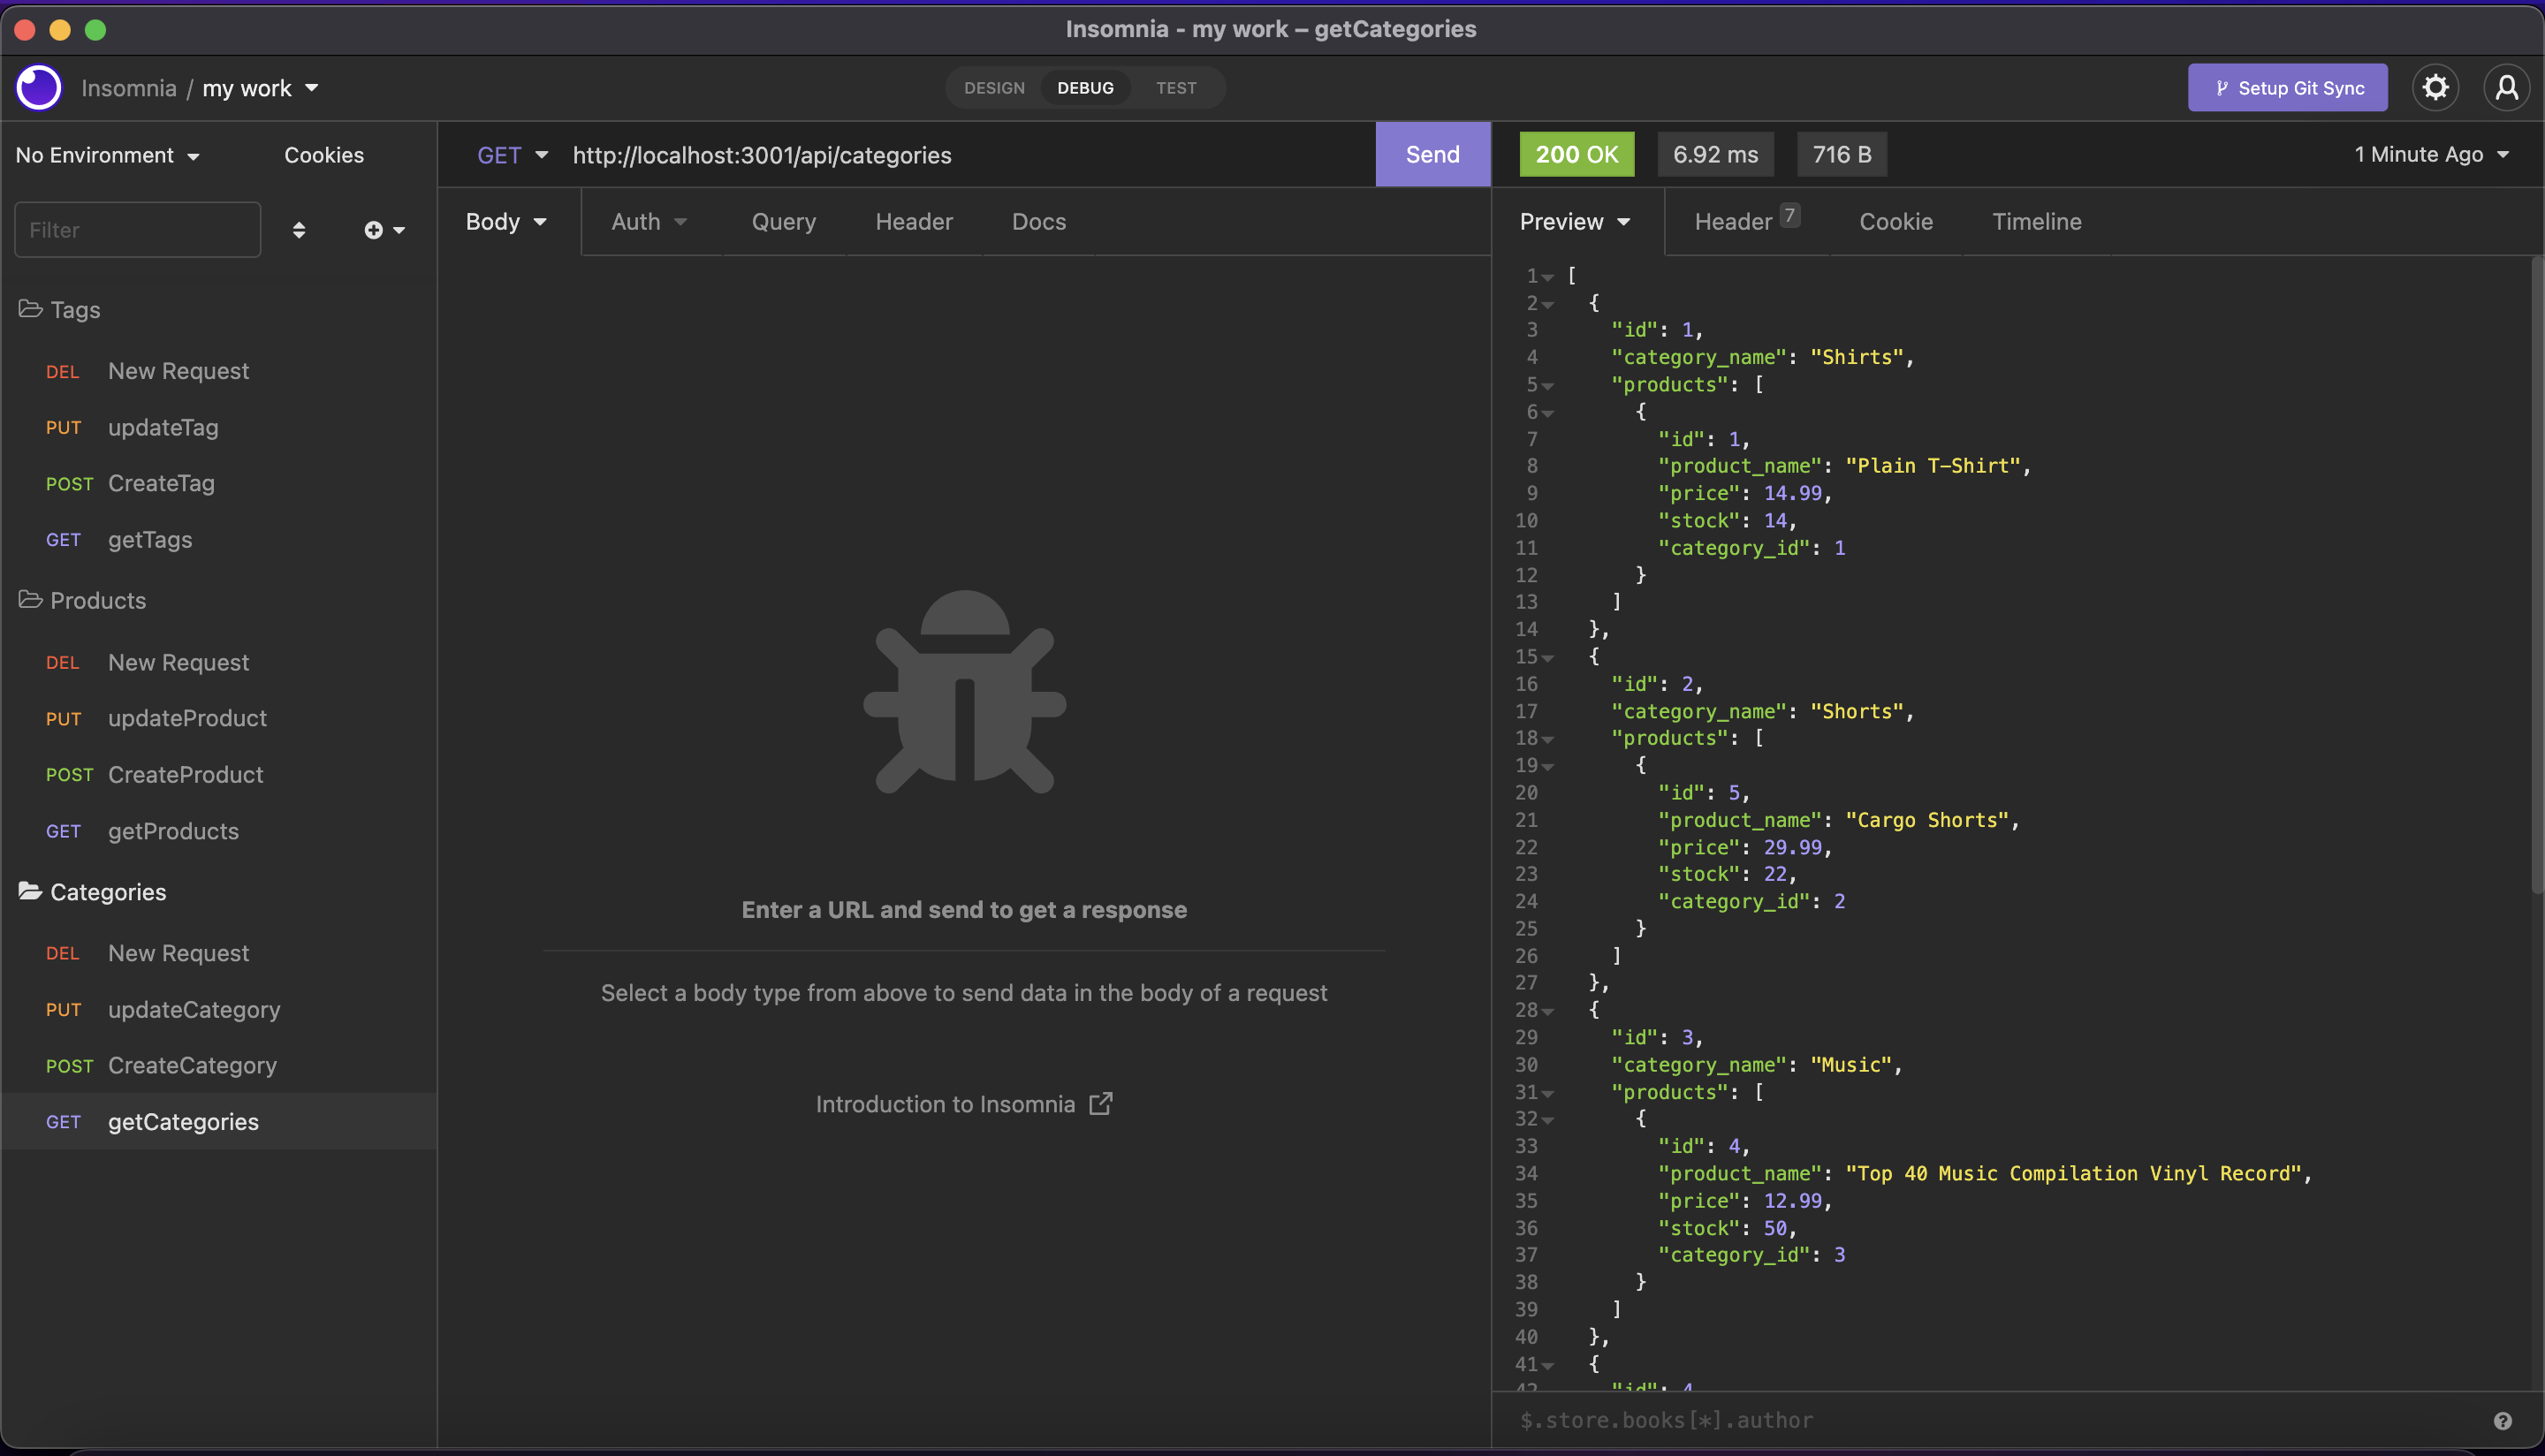 Insomnia - my work – getCategories
Insomnia / my work
DESIGN DEBUG TEST
Setup Git Sync
No Environment Cookies
Filter
Tags
DEL New Request
PUT updateTag
POST CreateTag
GET getTags
Products
DEL New Request
PUT updateProduct
POST CreateProduct
GET getProducts
Categories
DEL New Request
PUT updateCategory
POST CreateCategory
GET getCategories
GET http://localhost:3001/api/categories Send
Body Auth Query Header Docs
Enter a URL and send to get a response
Select a body type from above to send data in the body of a request
Introduction to Insomnia
200 OK 6.92 ms 716 B 1 Minute Ago
Preview Header 7 Cookie Timeline
1 [
2 {
3 "id": 1,
4 "category_name": "Shirts",
5 "products": [
6 {
7 "id": 1,
8 "product_name": "Plain T-Shirt",
9 "price": 14.99,
10 "stock": 14,
11 "category_id": 1
12 }
13 ]
14 },
15 {
16 "id": 2,
17 "category_name": "Shorts",
18 "products": [
19 {
20 "id": 5,
21 "product_name": "Cargo Shorts",
22 "price": 29.99,
23 "stock": 22,
24 "category_id": 2
25 }
26 ]
27 },
28 {
29 "id": 3,
30 "category_name": "Music",
31 "products": [
32 {
33 "id": 4,
34 "product_name": "Top 40 Music Compilation Vinyl Record",
35 "price": 12.99,
36 "stock": 50,
37 "category_id": 3
38 }
39 ]
40 },
41 {
42 "id": 4
$.store.books[*].author